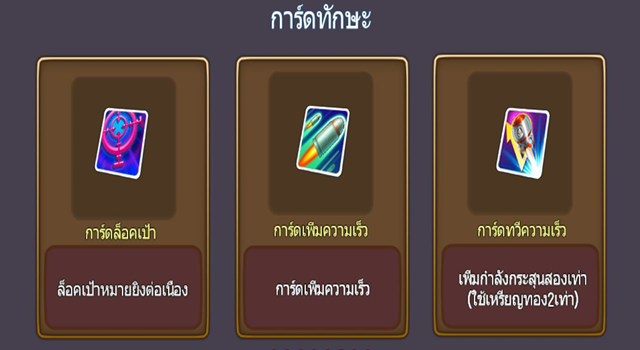 การ์ดทักษะ
การ์ดล็อคเป้า
การ์ดเพิ่มความเร็ว
การ์ดทวีความเร็ว
ล็อคเป้าหมายยิงต่อเนื่อง
การ์ดเพิ่มความเร็ว
เพิ่มกำลังกระสุนสองเท่า
(ใช้เหรียญทอง2เท่า)